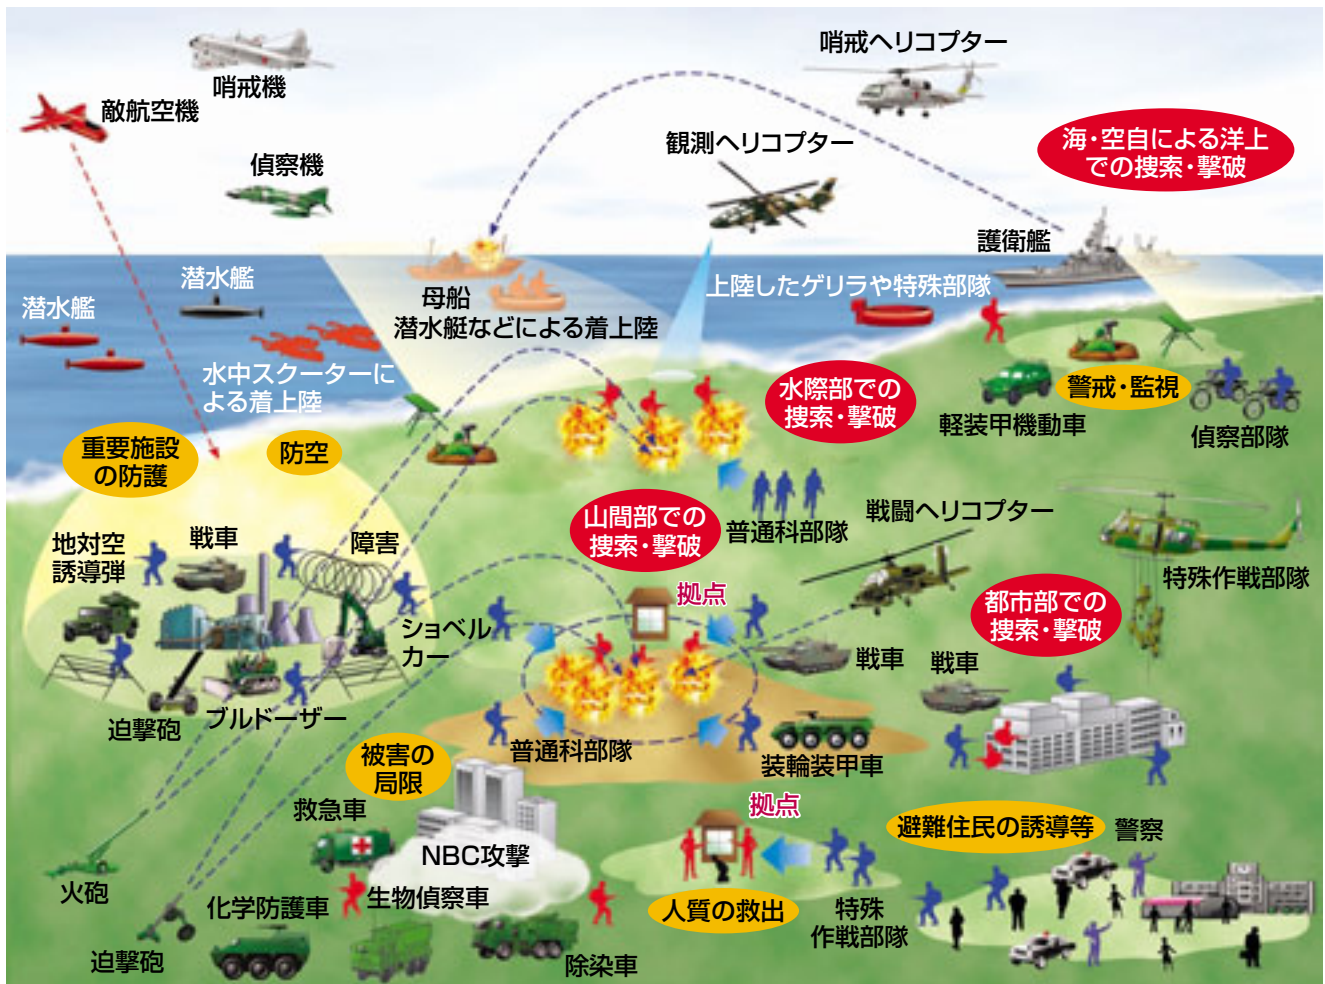 哨戒機
敵航空機
偵察機
哨戒ヘリコプター
観測ヘリコプター
海・空自による洋上
での捜索・撃破
護衛艦
潜水艦
潜水艦
母船
潜水艇などによる着上陸
上陸したゲリラや特殊部隊
水中スクーターに
よる着上陸
水際部での
捜索・撃破
軽装甲機動車
警戒・監視
偵察部隊
重要施設
の防護
防空
地対空
誘導弾
戦車
障害
ショベル
カー
迫撃砲
ブルドーザー
山間部での
捜索・撃破
普通科部隊
戦闘ヘリコプター
特殊作戦部隊
拠点
戦車
戦車
都市部での
捜索・撃破
普通科部隊
装輪装甲車
被害の
局限
救急車
NBC攻撃
火砲
迫撃砲
化学防護車
生物偵察車
除染車
拠点
人質の救出
特殊
作戦部隊
避難住民の誘導等
警察